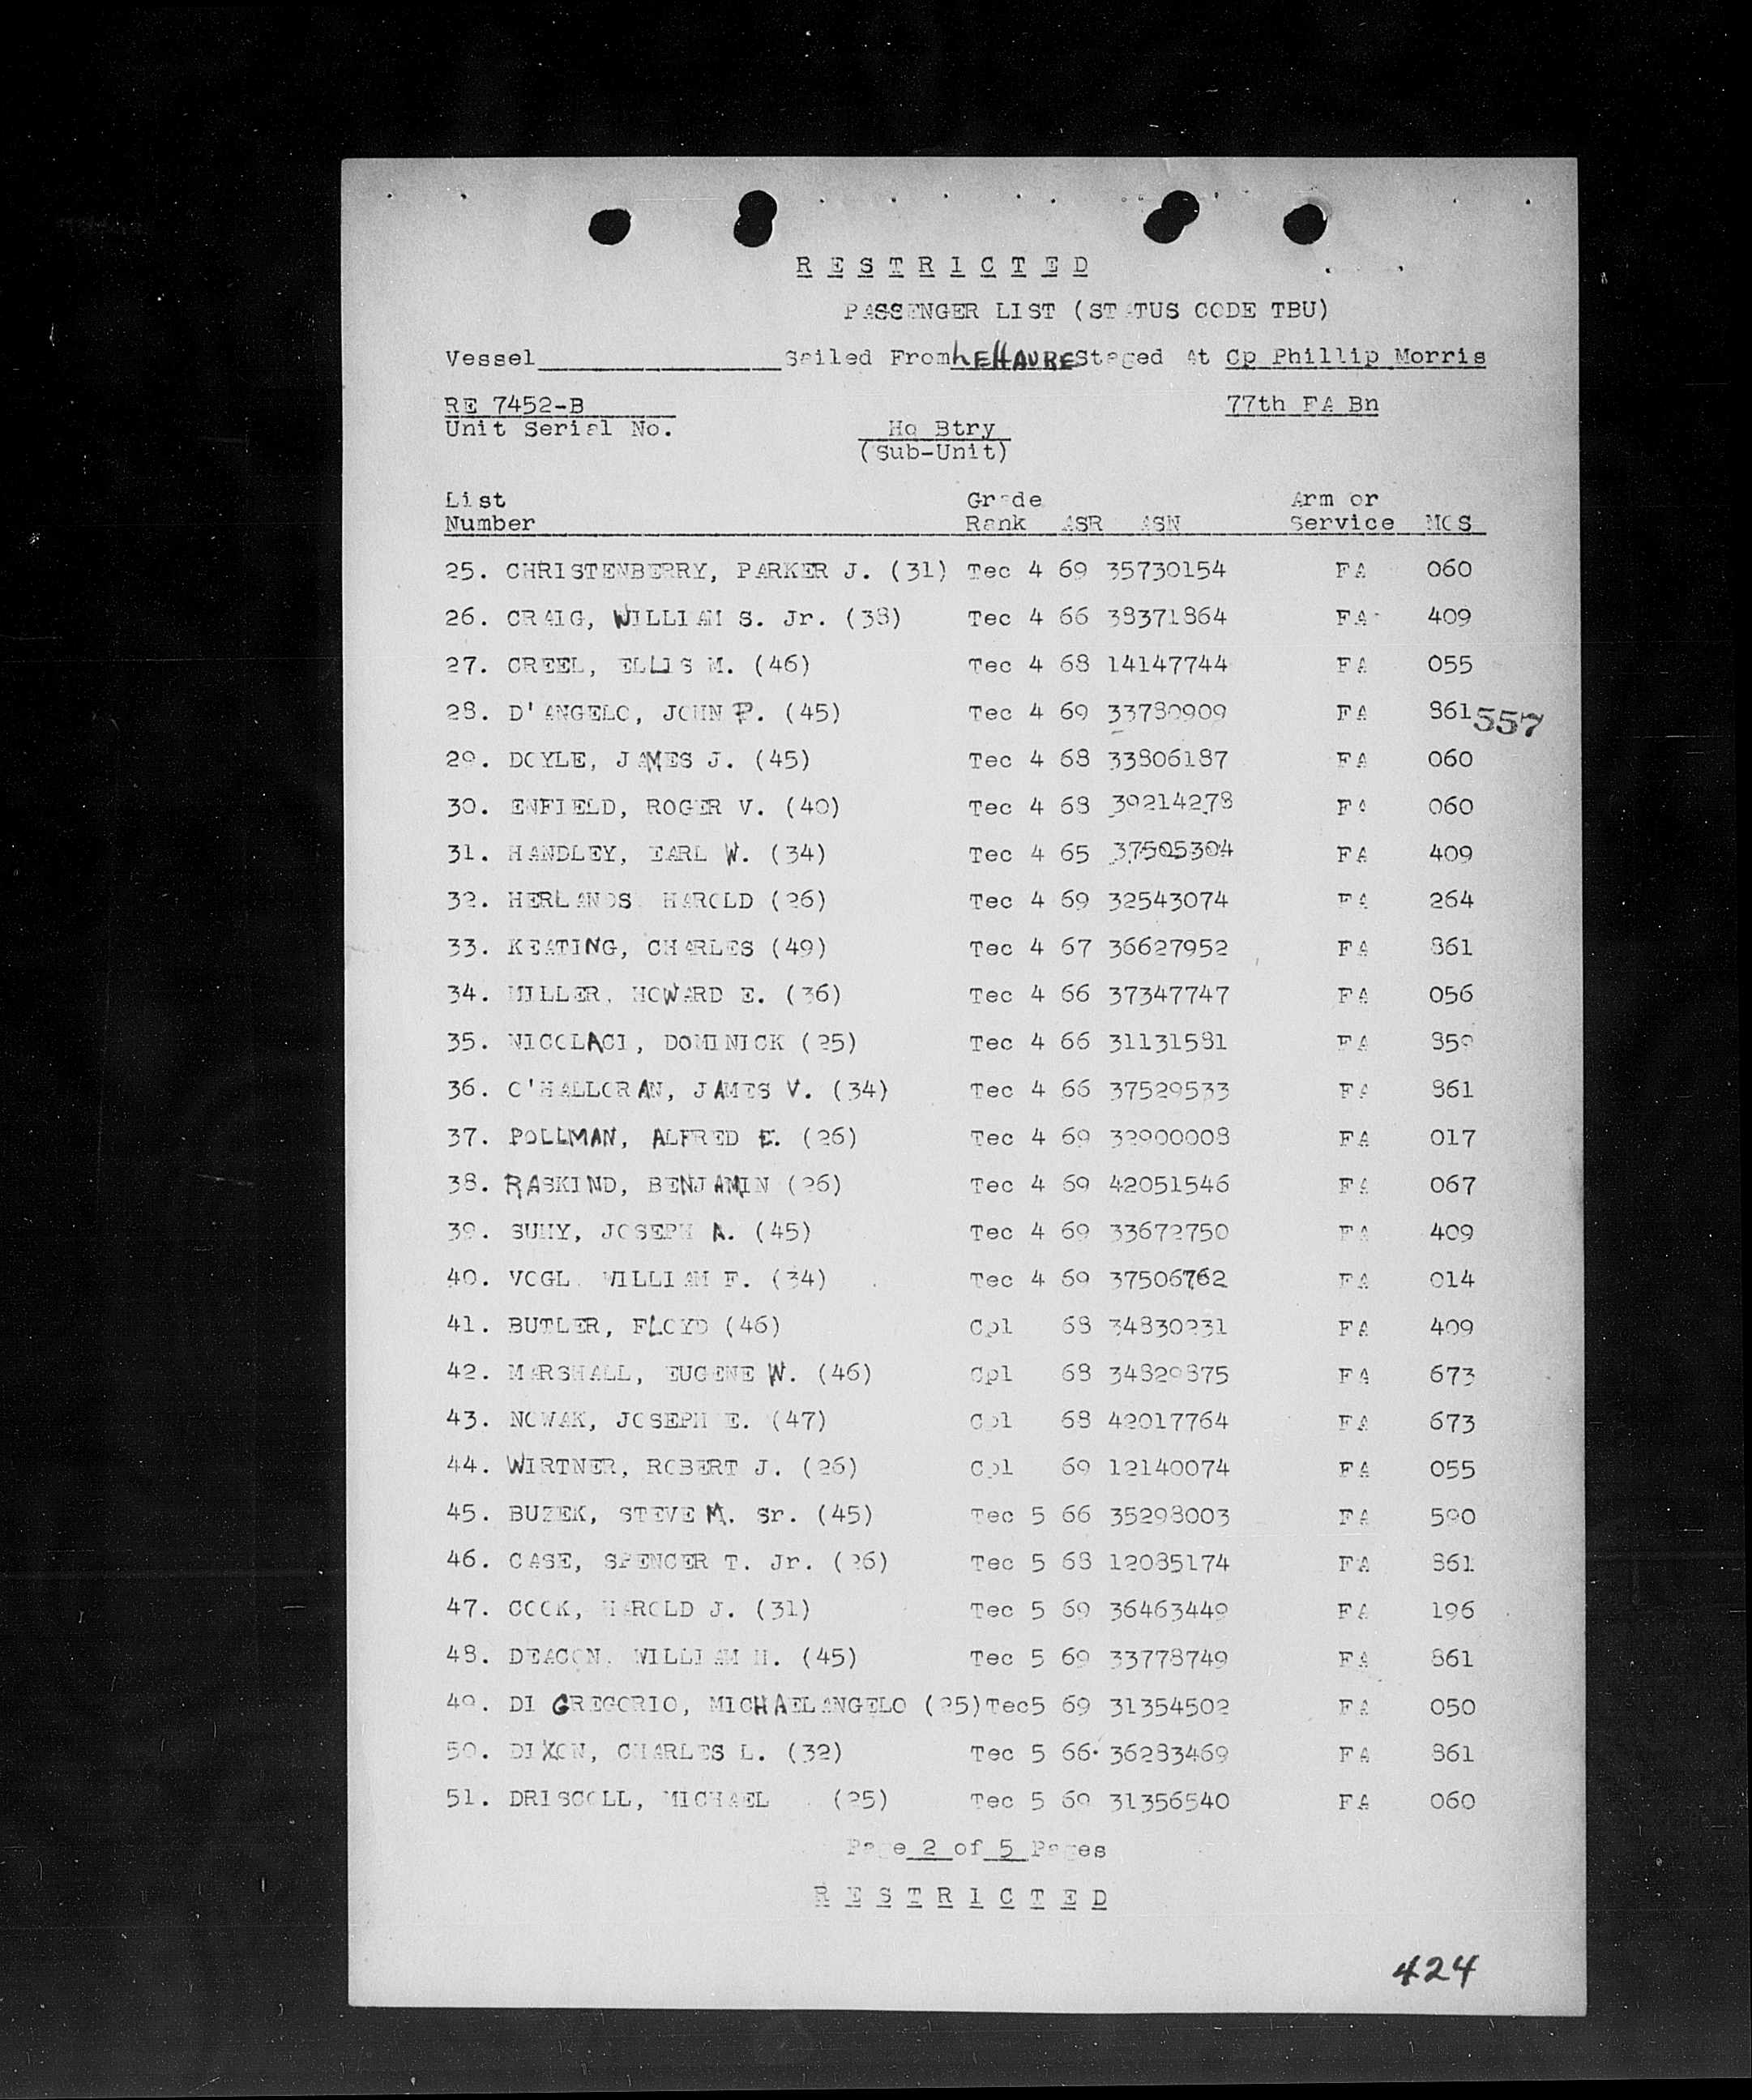 RESTRICTED
PASSENGER LIST (STATUS CODE TBU)
Vessel_______________Sailed From LEHAVRE Staged At Cp Phillip Morris
RE 7452-B 77th FA Bn
Unit Serial No. Hq Btry
(Sub-Unit)
List Grade Arm or
Number Rank ASR ASN Service MOS
25. CHRISTENBERRY, PARKER J. (31) Tec 4 69 35730154 FA 060
26. CRAIG, WILLIAM S. Jr. (38) Tec 4 66 38371864 FA 409
27. CREEL, ELLIS M. (46) Tec 4 68 14147744 FA 055
28. D'ANGELO, JOHN P. (45) Tec 4 69 33780909 FA 861 557
29. DOYLE, JAMES J. (45) Tec 4 68 33806187 FA 060
30. ENFIELD, ROGER V. (40) Tec 4 68 39214278 FA 060
31. HANDLEY, EARL W. (34) Tec 4 65 37505304 FA 409
32. HERLANDS HAROLD (26) Tec 4 69 32543074 FA 264
33. KEATING, CHARLES (49) Tec 4 67 36627952 FA 861
34. MILLER, HOWARD E. (36) Tec 4 66 37347747 FA 056
35. NICOLACI, DOMINICK (25) Tec 4 66 31131581 FA 859
36. O'HALLORAN, JAMES V. (34) Tec 4 66 37529533 FA 861
37. POLLMAN, ALFRED E. (26) Tec 4 69 32900008 FA 017
38. RASKIND, BENJAMIN (26) Tec 4 69 42051546 FA 067
39. SUHY, JOSEPH A. (45) Tec 4 69 33672750 FA 409
40. VOGL WILLIAM F. (34) Tec 4 69 37506762 FA 014
41. BUTLER, FLOYD (46) Cpl 68 34830231 FA 409
42. MARSHALL, EUGENE W. (46) Cpl 68 34829875 FA 673
43. NOWAK, JOSEPH E. (47) Cpl 68 42017764 FA 673
44. WIRTNER, ROBERT J. (26) Cpl 69 12140074 FA 055
45. BUZEK, STEVE M. Sr. (45) Tec 5 66 35298003 FA 590
46. CASE, SPENCER T. Jr. (26) Tec 5 68 12085174 FA 861
47. COOK, HAROLD J. (31) Tec 5 69 36463449 FA 196
48. DEACON, WILLIAM H. (45) Tec 5 69 33778749 FA 861
49. DI GREGORIO, MICHAELANGELO (25)Tec5 69 31354502 FA 050
50. DIXON, CHARLES L. (32) Tec 5 66 36283469 FA 861
51. DRISCOLL, MICHAEL (25) Tec 5 69 31356540 FA 060
Page 2 of 5 Pages
RESTRICTED
424